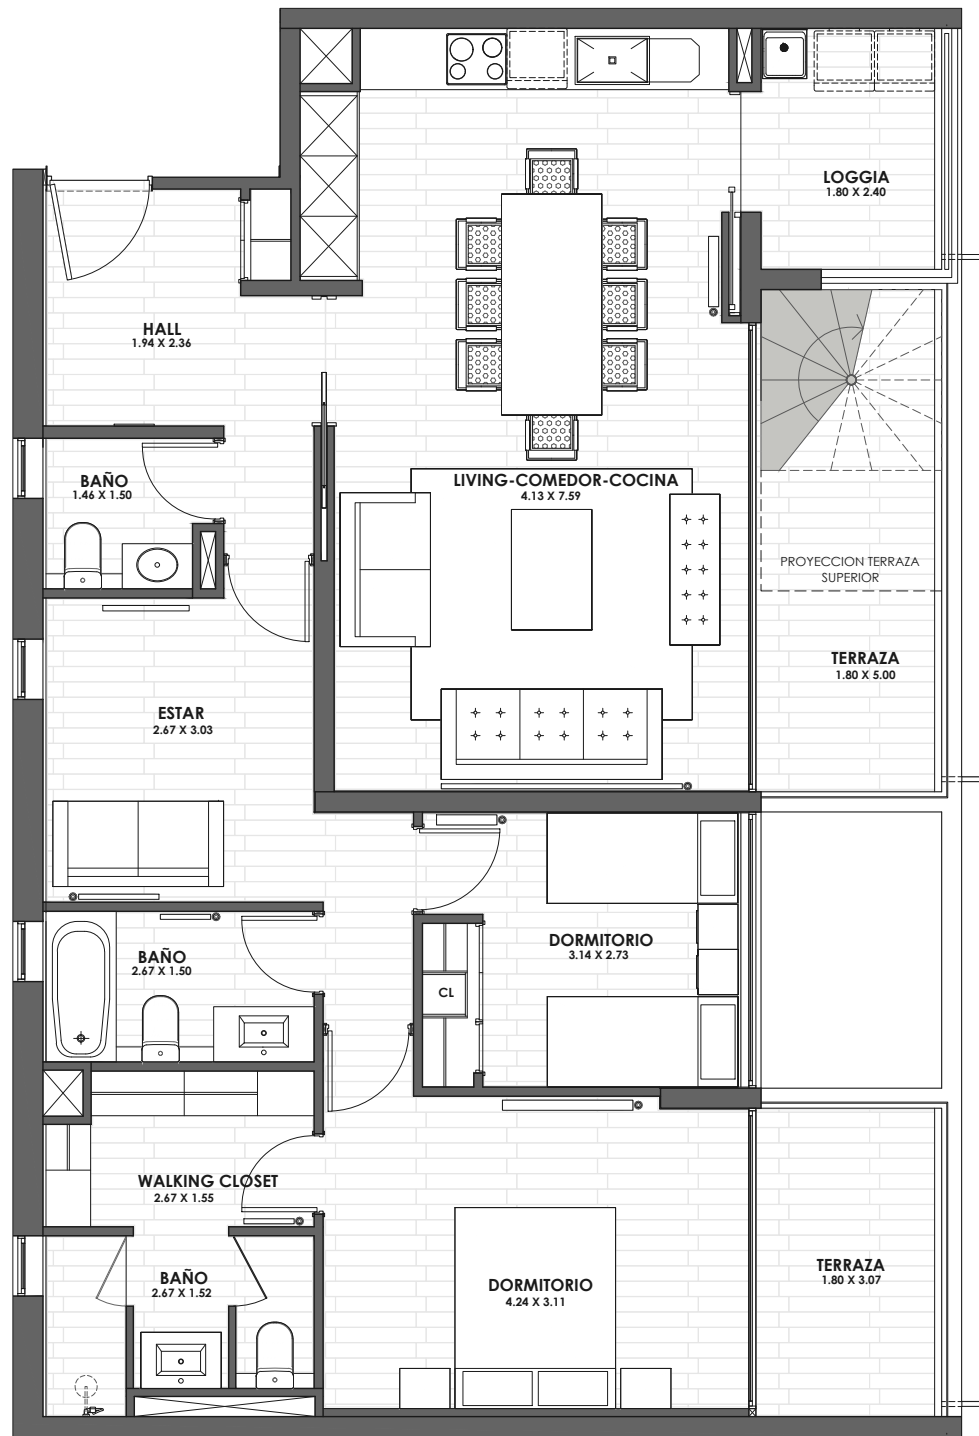 LOGGIA
1.80 X 2.40
HALL
1.94 X 2.36
BAÑO
1.46 X 1.50
LIVING-COMEDOR-COCINA
4.13 X 7.59
PROYECCION TERRAZA
SUPERIOR
TERRAZA
1.80 X 5.00
ESTAR
2.67 X 3.03
DORMITORIO
3.14 X 2.73
BAÑO
2.67 X 1.50
CL
WALKING CLOSET
2.67 X 1.55
BAÑO
2.67 X 1.52
DORMITORIO
4.24 X 3.11
TERRAZA
1.80 X 3.07